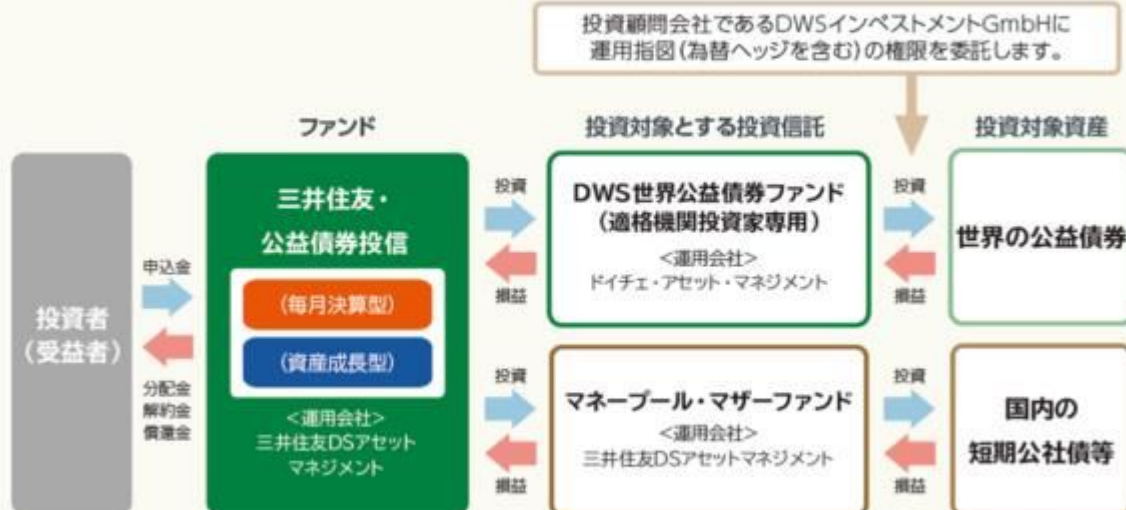 投資顧問会社であるDWSインベストメントGmbHに
運用指図(為替ヘッジを含む)の権限を委託します。
ファンド
投資対象とする投資信託
投資対象資産
投資者
(受益者)
申込金
分配金
解約金
償還金
三井住友・
公益債券投信
(毎月決算型)
(資産成長型)
<運用会社>
三井住友DSアセット
マネジメント
投資
損益
DWS世界公益債券ファンド
(適格機関投資家専用)
<運用会社>
ドイチェ・アセット・マネジメント
投資
損益
世界の公益債券
投資
損益
マネープール・マザーファンド
<運用会社>
三井住友DSアセットマネジメント
投資
損益
国内の
短期公社債等